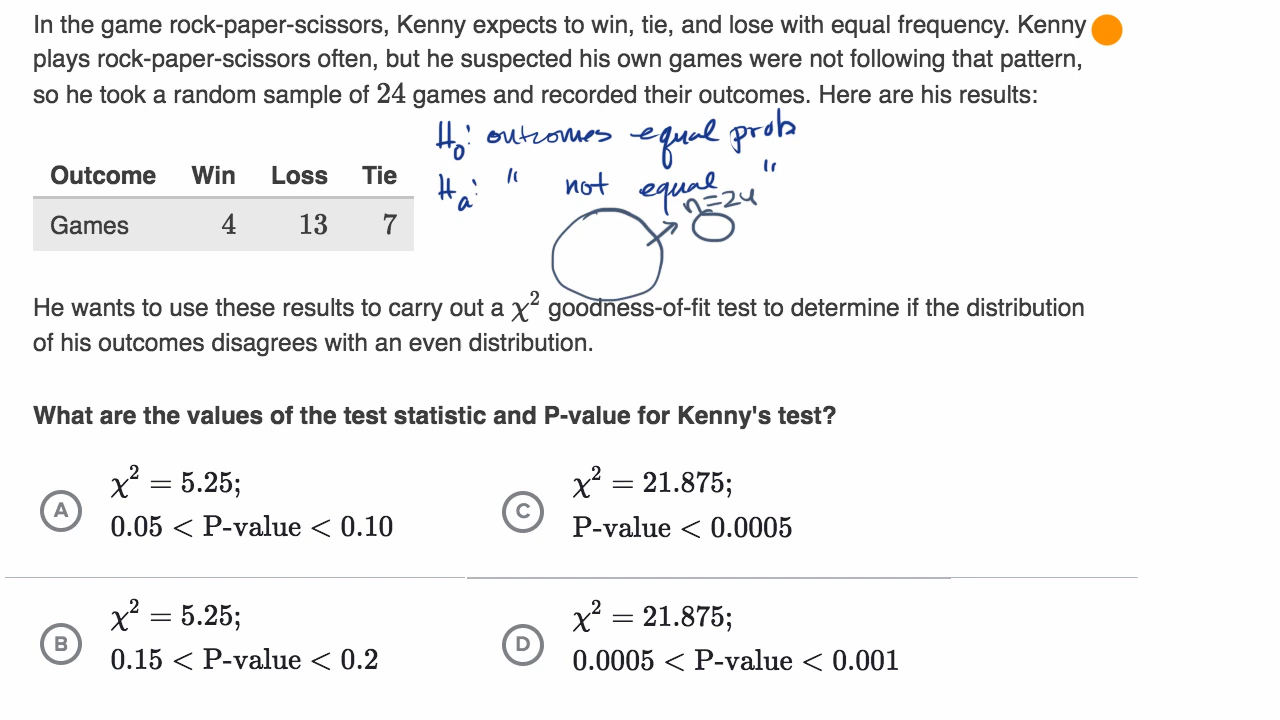 In the game rock-paper-scissors, Kenny expects to win, tie, and lose with equal frequency. Kenny
plays rock-paper-scissors often, but he suspected his own games were not following that pattern,
so he took a random sample of 24 games and recorded their outcomes. Here are his results:
H₀: outcomes equal prob
Hₐ: " not equal "
n=24
Outcome Win Loss Tie
Games 4 13 7
He wants to use these results to carry out a χ² goodness-of-fit test to determine if the distribution
of his outcomes disagrees with an even distribution.
What are the values of the test statistic and P-value for Kenny's test?
A
χ² = 5.25;
0.05 < P-value < 0.10
B
χ² = 5.25;
0.15 < P-value < 0.2
C
χ² = 21.875;
P-value < 0.0005
D
χ² = 21.875;
0.0005 < P-value < 0.001